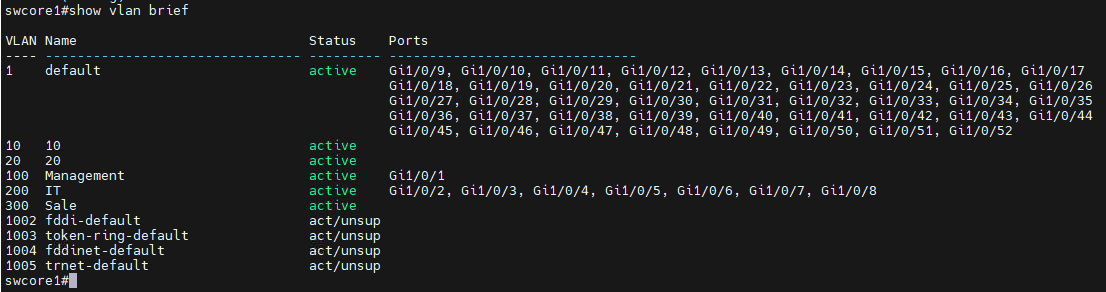 swcore1#show vlan brief
VLAN Name                             Status    Ports
---- -------------------------------- --------- -------------------------------
1    default                          active    Gi1/0/9, Gi1/0/10, Gi1/0/11, Gi1/0/12, Gi1/0/13, Gi1/0/14, Gi1/0/15, Gi1/0/16, Gi1/0/17
                                                Gi1/0/18, Gi1/0/19, Gi1/0/20, Gi1/0/21, Gi1/0/22, Gi1/0/23, Gi1/0/24, Gi1/0/25, Gi1/0/26
                                                Gi1/0/27, Gi1/0/28, Gi1/0/29, Gi1/0/30, Gi1/0/31, Gi1/0/32, Gi1/0/33, Gi1/0/34, Gi1/0/35
                                                Gi1/0/36, Gi1/0/37, Gi1/0/38, Gi1/0/39, Gi1/0/40, Gi1/0/41, Gi1/0/42, Gi1/0/43, Gi1/0/44
                                                Gi1/0/45, Gi1/0/46, Gi1/0/47, Gi1/0/48, Gi1/0/49, Gi1/0/50, Gi1/0/51, Gi1/0/52
10   10                               active
20   20                               active
100  Management                       active    Gi1/0/1
200  IT                               active    Gi1/0/2, Gi1/0/3, Gi1/0/4, Gi1/0/5, Gi1/0/6, Gi1/0/7, Gi1/0/8
300  Sale                             active
1002 fddi-default                     act/unsup
1003 token-ring-default               act/unsup
1004 fddinet-default                  act/unsup
1005 trnet-default                    act/unsup
swcore1#